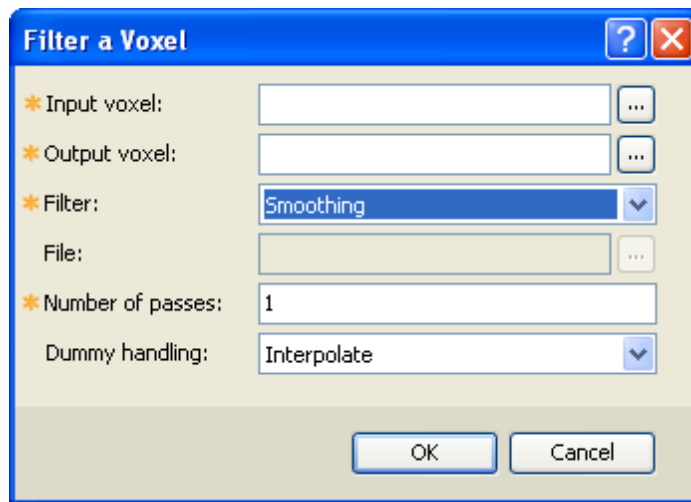 Filter a Voxel
* Input voxel: ...
* Output voxel: ...
* Filter: Smoothing
File: ...
* Number of passes: 1
Dummy handling: Interpolate
OK Cancel